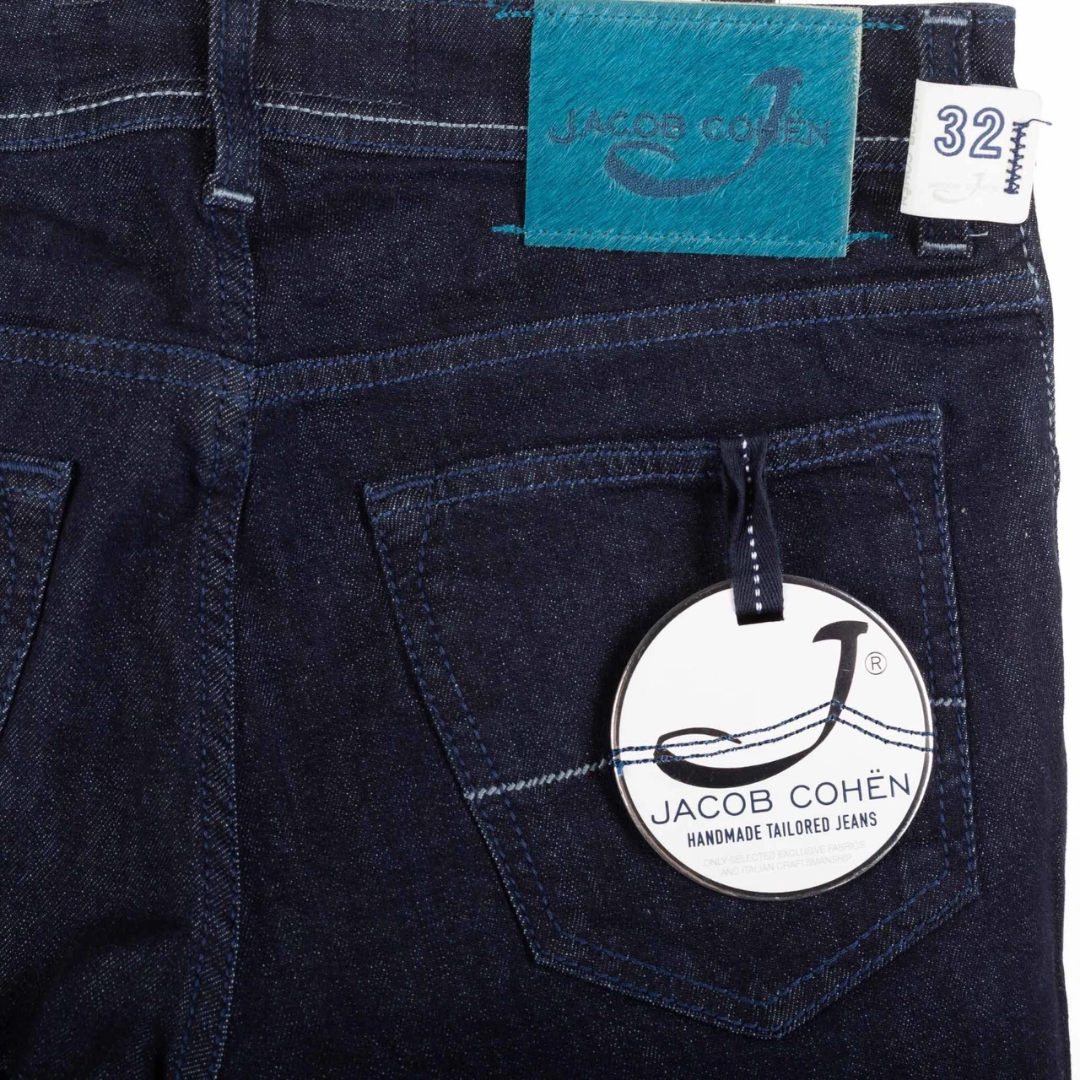 JACOB COHËN
32
J
®
JACOB COHËN
HANDMADE TAILORED JEANS
ONLY SELECTED EXCLUSIVE FABRICS
AND ITALIAN CRAFTSMANSHIP